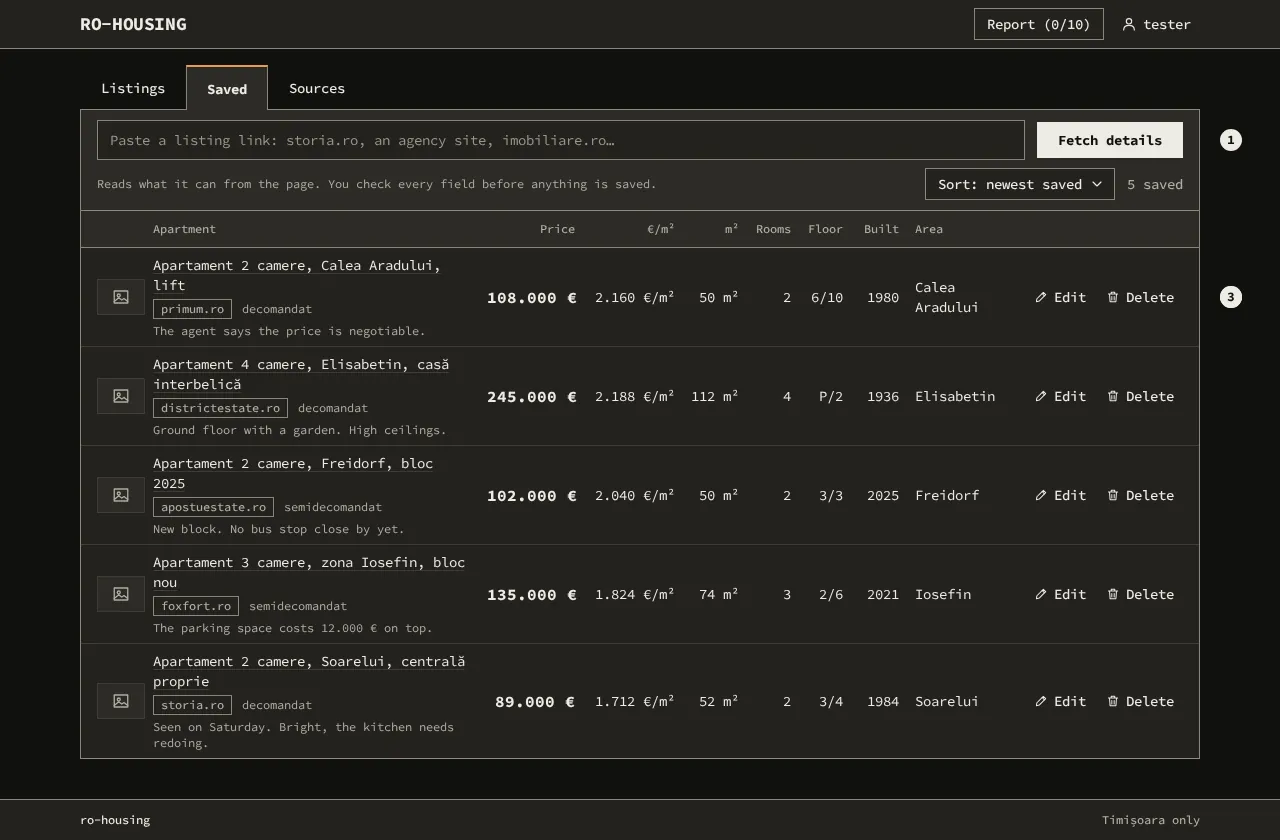 RO-HOUSING
Report (0/10)
tester
Listings
Saved
Sources
Paste a listing link: storia.ro, an agency site, imobiliare.ro…
Fetch details
1
Reads what it can from the page. You check every field before anything is saved.
Sort: newest saved
5 saved
Apartment Price €/m² m² Rooms Floor Built Area
Apartament 2 camere, Calea Aradului,
lift
primum.ro decomandat
The agent says the price is negotiable.
108.000 € 2.160 €/m² 50 m² 2 6/10 1980
Calea
Aradului
Edit Delete
3
Apartament 4 camere, Elisabetin, casă
interbelică
districtestate.ro decomandat
Ground floor with a garden. High ceilings.
245.000 € 2.188 €/m² 112 m² 4 P/2 1936 Elisabetin Edit Delete
Apartament 2 camere, Freidorf, bloc
2025
apostuestate.ro semidecomandat
New block. No bus stop close by yet.
102.000 € 2.040 €/m² 50 m² 2 3/3 2025 Freidorf Edit Delete
Apartament 3 camere, zona Iosefin, bloc
nou
foxfort.ro semidecomandat
The parking space costs 12.000 € on top.
135.000 € 1.824 €/m² 74 m² 3 2/6 2021 Iosefin Edit Delete
Apartament 2 camere, Soarelui, centrală
proprie
storia.ro decomandat
Seen on Saturday. Bright, the kitchen needs
redoing.
89.000 € 1.712 €/m² 52 m² 2 3/4 1984 Soarelui Edit Delete
ro-housing
Timișoara only